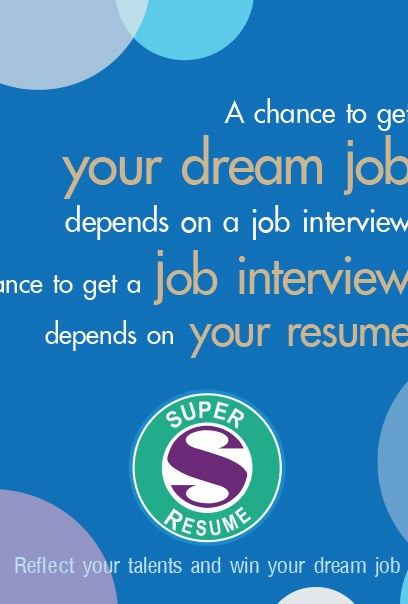 A chance to get
your dream job
depends on a job interview
ance to get a job interview
depends on your resume
SUPER
S
RESUME
Reflect your talents and win your dream job